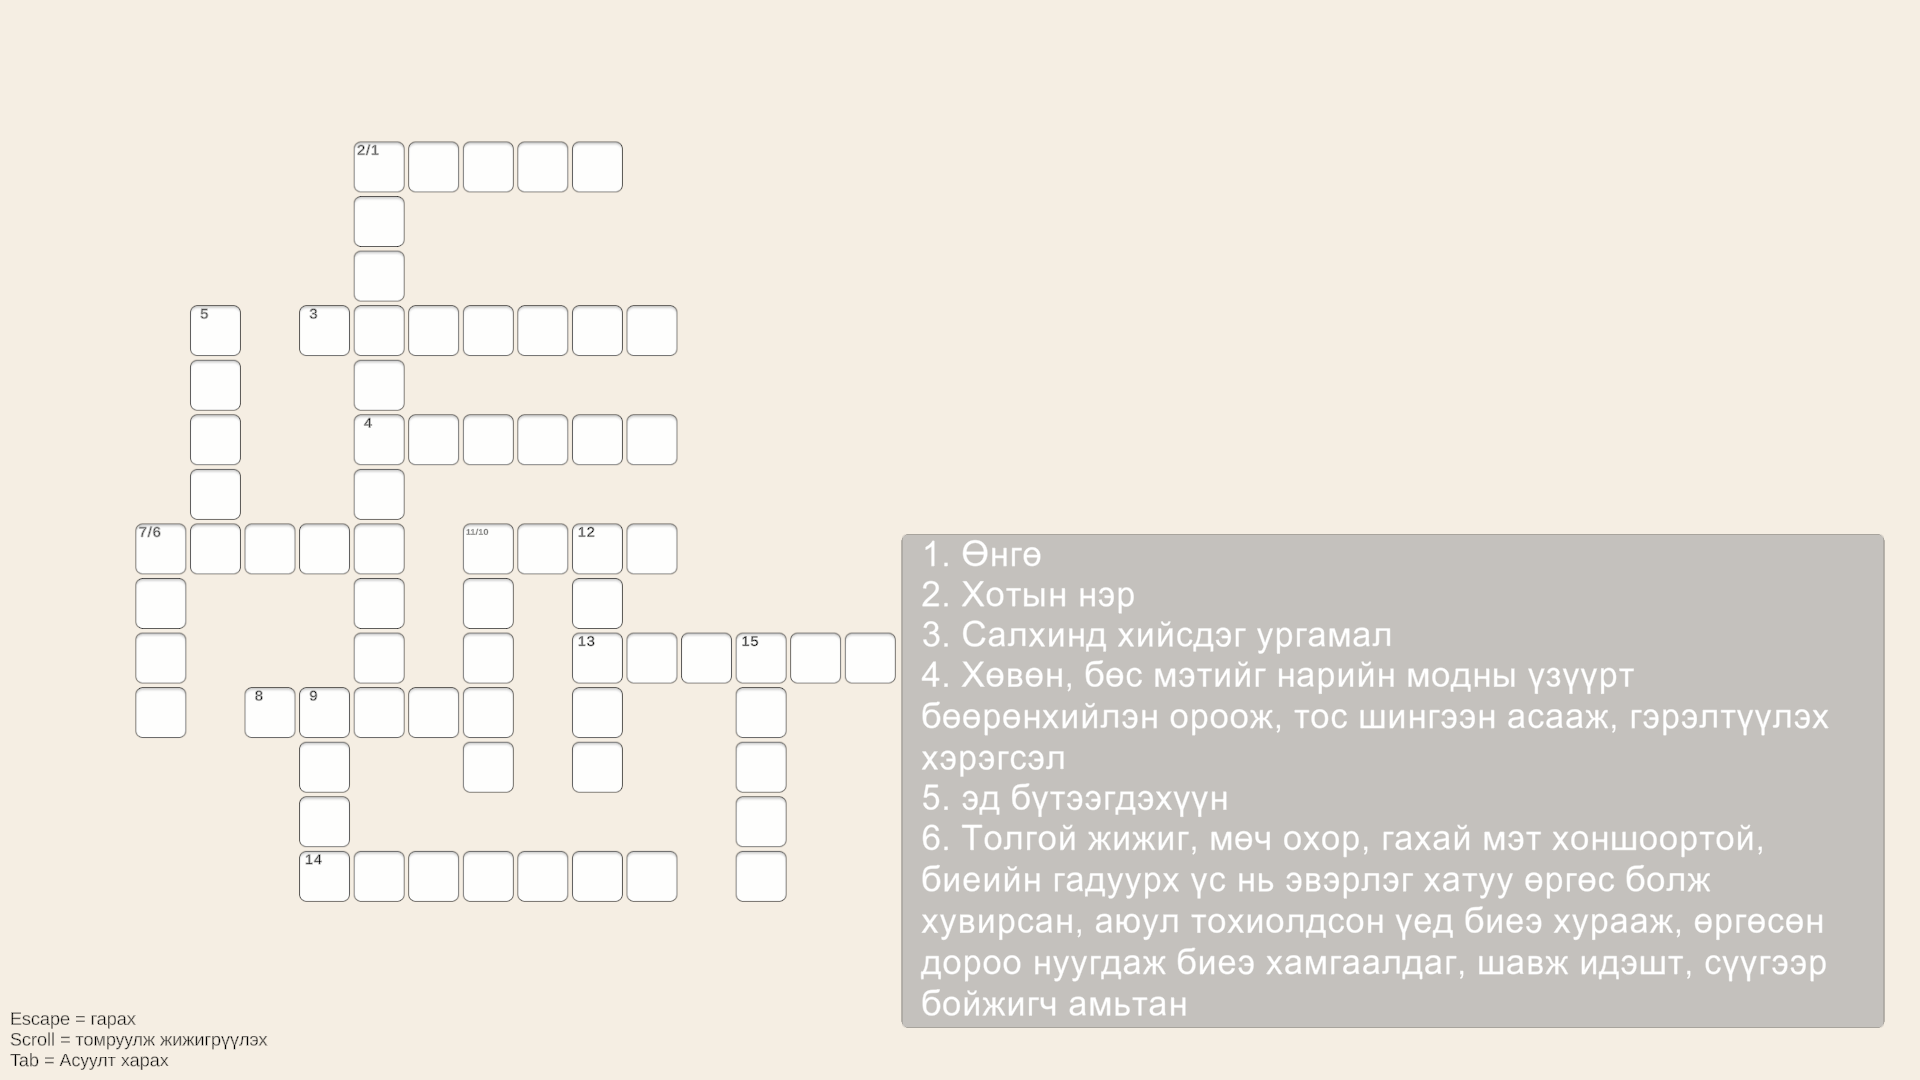 2/1
5
3
4
7/6
11/10
12
13
15
8
9
14
1. Өнгө
2. Хотын нэр
3. Салхинд хийсдэг ургамал
4. Хөвөн, бөс мэтийг нарийн модны үзүүрт
бөөрөнхийлэн ороож, тос шингээн асааж, гэрэлтүүлэх
хэрэгсэл
5. эд бүтээгдэхүүн
6. Толгой жижиг, мөч охор, гахай мэт хоншоортой,
биеийн гадуурх үс нь эвэрлэг хатуу өргөс болж
хувирсан, аюул тохиолдсон үед биеэ хурааж, өргөсөн
дороо нуугдаж биеэ хамгаалдаг, шавж идэшт, сүүгээр
бойжигч амьтан
Escape = гарах
Scroll = томруулж жижигрүүлэх
Tab = Асуулт харах